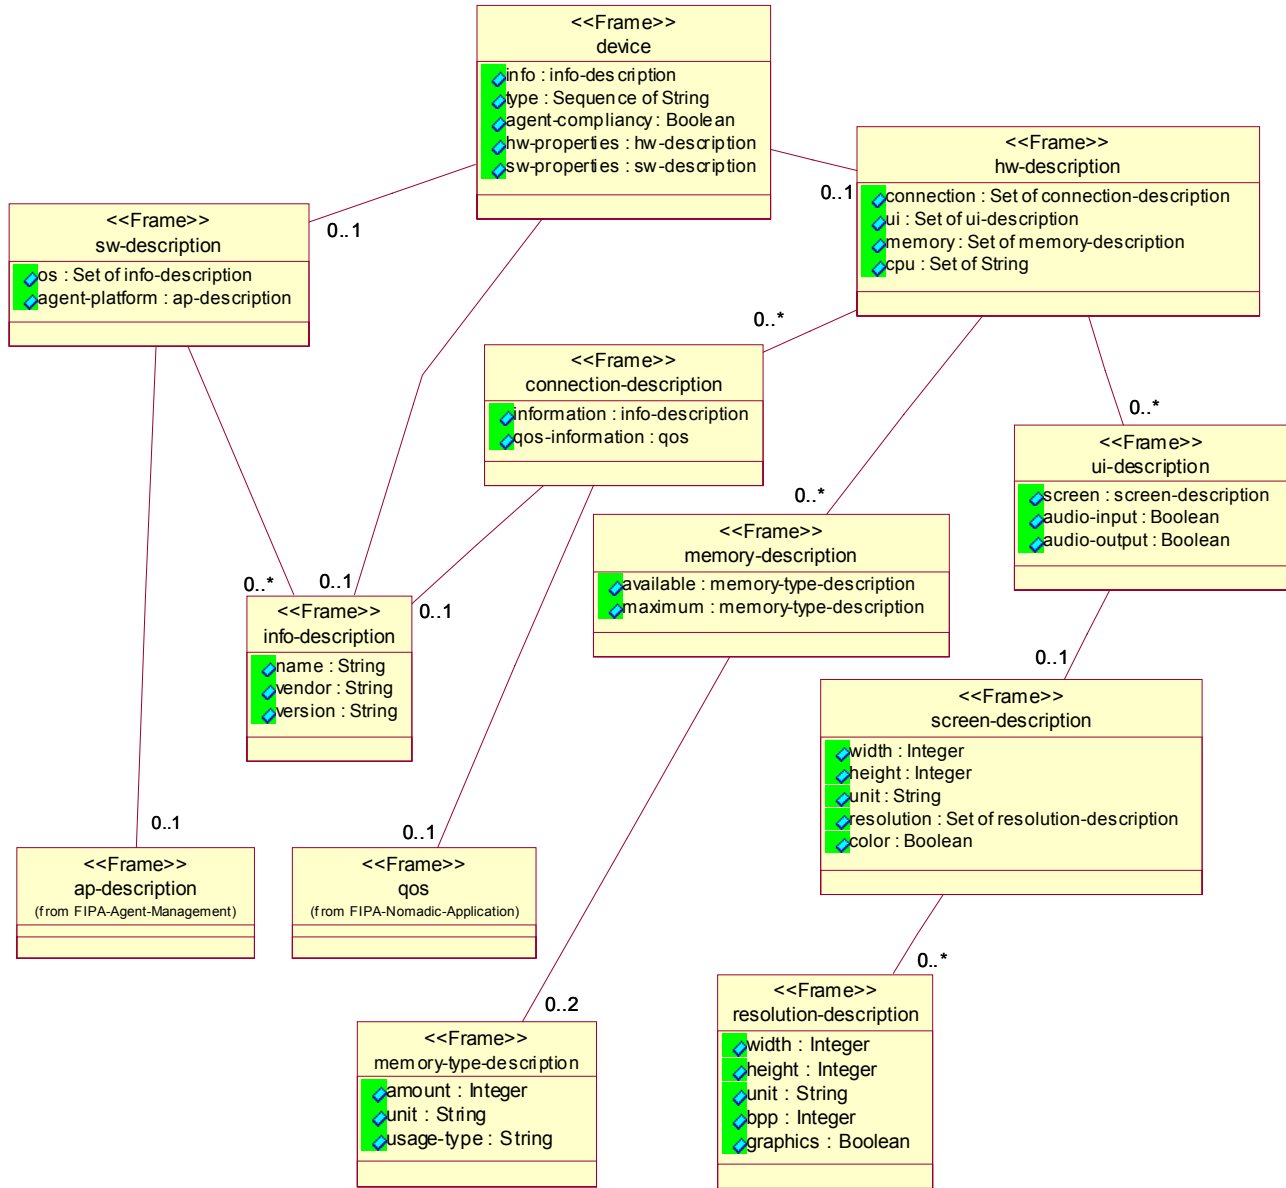 <<Frame>>
device
info : info-description
type : Sequence of String
agent-compliancy : Boolean
hw-properties : hw-description
sw-properties : sw-description
<<Frame>>
hw-description
connection : Set of connection-description
ui : Set of ui-description
memory : Set of memory-description
cpu : Set of String
0..1
<<Frame>>
sw-description
os : Set of info-description
agent-platform : ap-description
0..1
0..*
<<Frame>>
connection-description
information : info-description
qos-information : qos
0..*
<<Frame>>
ui-description
screen : screen-description
audio-input : Boolean
audio-output : Boolean
0..*
<<Frame>>
memory-description
available : memory-type-description
maximum : memory-type-description
0..*
0..1
0..1
<<Frame>>
info-description
name : String
vendor : String
version : String
0..1
<<Frame>>
screen-description
width : Integer
height : Integer
unit : String
resolution : Set of resolution-description
color : Boolean
0..1
<<Frame>>
ap-description
(from FIPA-Agent-Management)
0..1
<<Frame>>
qos
(from FIPA-Nomadic-Application)
0..2
<<Frame>>
memory-type-description
amount : Integer
unit : String
usage-type : String
0..*
<<Frame>>
resolution-description
width : Integer
height : Integer
unit : String
bpp : Integer
graphics : Boolean